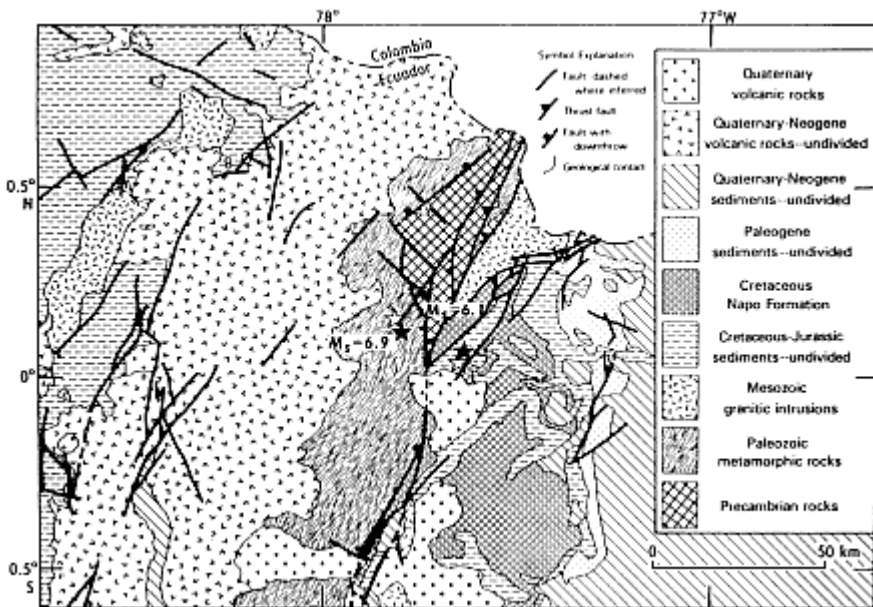 78°
77°W
Colombia
Ecuador
Symbol Explanation
Fault dashed
where inferred
Thrust fault
Fault with
downthrow
Geological contact
Quaternary
volcanic rocks
Quaternary-Neogene
volcanic rocks--undivided
Quaternary-Neogene
sediments--undivided
Paleogene
sediments--undivided
Cretaceous
Napo Formation
Cretaceous-Jurassic
sediments--undivided
Mesozoic
granitic intrusions
Paleozoic
metamorphic rocks
Precambrian rocks
0.5°
N
Ms=6.1
Ms=6.9
0°
0.5°
S
0 50 km